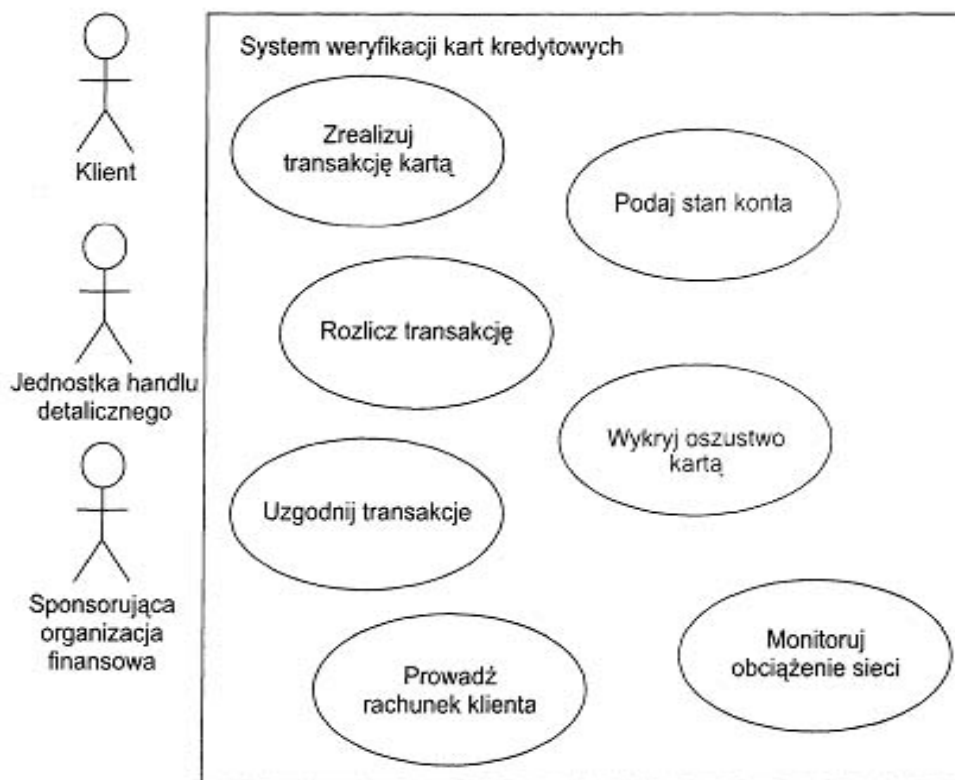 System weryfikacji kart kredytowych
Klient
Zrealizuj
transakcję kartą
Podaj stan konta
Jednostka handlu
detalicznego
Rozlicz transakcję
Wykryj oszustwo
kartą
Sponsorująca
organizacja
finansowa
Uzgodnij transakcje
Prowadź
rachunek klienta
Monitoruj
obciążenie sieci